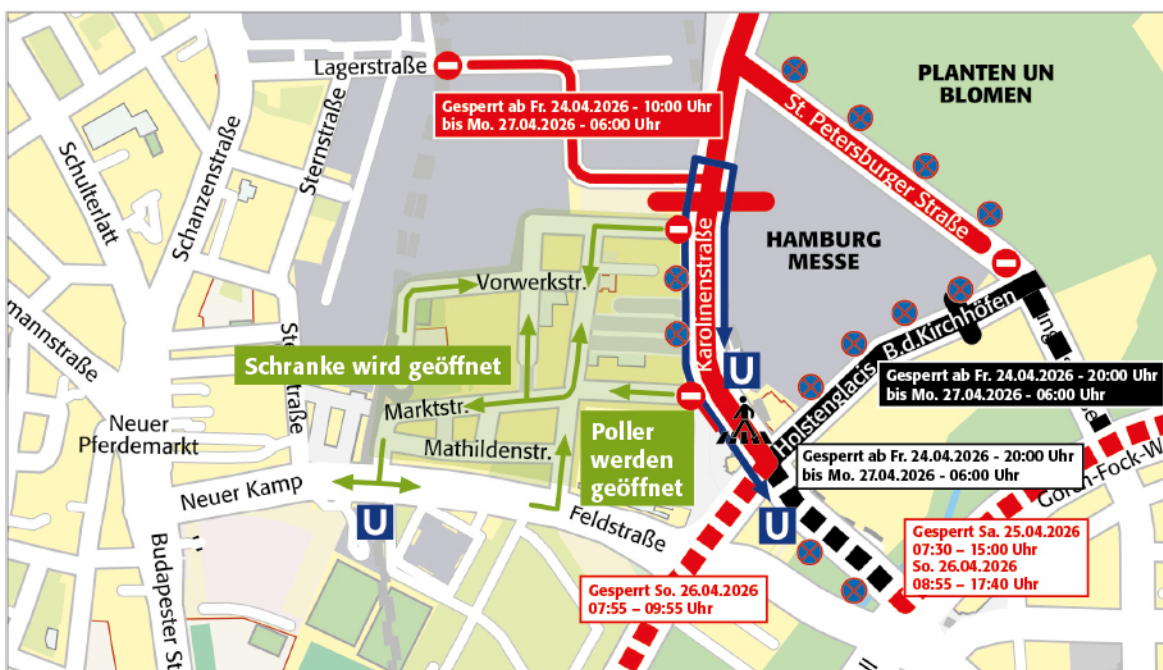 Lagerstraße
PLANTEN UN
BLOMEN
Gesperrt ab Fr. 24.04.2026 - 10:00 Uhr
bis Mo. 27.04.2026 - 06:00 Uhr
St. Petersburger Straße
Schulterblatt
Schanzenstraße
Sternstraße
HAMBURG
MESSE
Karolinenstraße
Vorwerkstr.
mannstraße
Schranke wird geöffnet
U
B.d.Kirchhöfen
Holstenglacis
Gesperrt ab Fr. 24.04.2026 - 20:00 Uhr
bis Mo. 27.04.2026 - 06:00 Uhr
Marktstr.
Neuer
Pferdemarkt
Mathildenstr.
Poller
werden
geöffnet
Gesperrt ab Fr. 24.04.2026 - 20:00 Uhr
bis Mo. 27.04.2026 - 06:00 Uhr
Neuer Kamp
U
Feldstraße
U
Gorch-Fock-W
Gesperrt Sa. 25.04.2026
07:30 – 15:00 Uhr
So. 26.04.2026
08:55 – 17:40 Uhr
Budapester St
Gesperrt So. 26.04.2026
07:55 – 09:55 Uhr